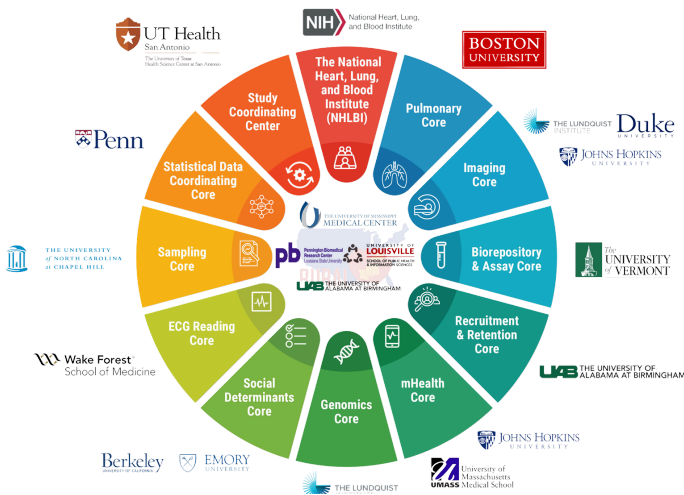 UT Health
San Antonio
The University of Texas
Health Science Center at San Antonio
NIH
National Heart, Lung,
and Blood Institute
BOSTON
UNIVERSITY
The National
Heart, Lung,
and Blood
Institute
(NHLBI)
Study
Coordinating
Center
Pulmonary
Core
THE LUNDQUIST
INSTITUTE
Duke
UNIVERSITY
JOHNS HOPKINS
UNIVERSITY
Penn
Statistical Data
Coordinating
Core
Imaging
Core
THE UNIVERSITY OF MISSISSIPPI
MEDICAL CENTER
THE UNIVERSITY
of NORTH CAROLINA
at CHAPEL HILL
Sampling
Core
pb
Pennington Biomedical
Research Center
Louisiana State University
UNIVERSITY OF
LOUISVILLE
SCHOOL OF PUBLIC HEALTH
& INFORMATION SCIENCES
UAB THE UNIVERSITY OF
ALABAMA AT BIRMINGHAM
Biorepository
& Assay Core
The
UNIVERSITY
of VERMONT
ECG Reading
Core
Recruitment
& Retention
Core
Wake Forest
School of Medicine
UAB THE UNIVERSITY OF
ALABAMA AT BIRMINGHAM
Social
Determinants
Core
Genomics
Core
mHealth
Core
Berkeley
UNIVERSITY OF CALIFORNIA
EMORY
UNIVERSITY
JOHNS HOPKINS
UNIVERSITY
UMASS
University of
Massachusetts
Medical School
THE LUNDQUIST